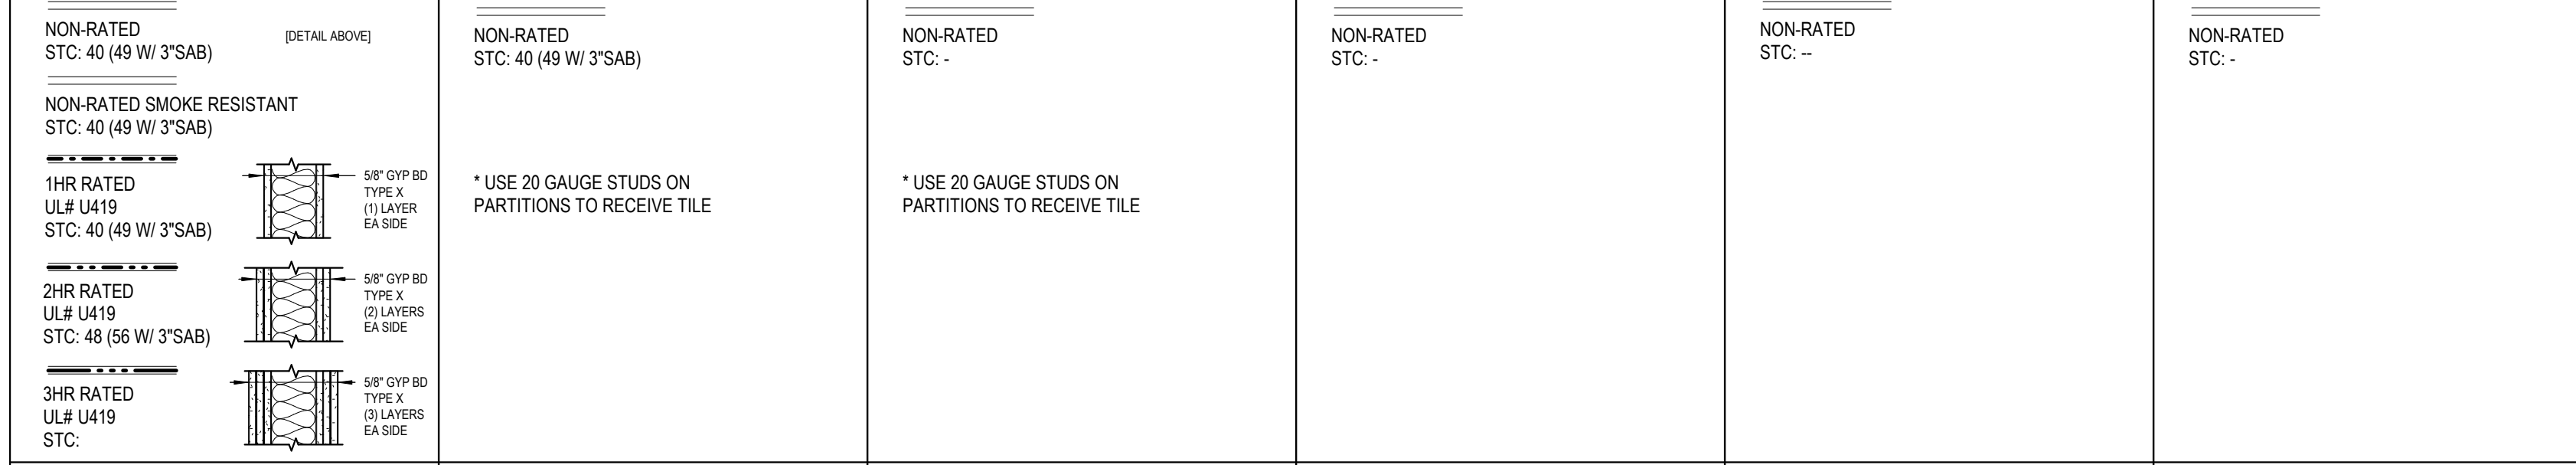 NON-RATED
STC: 40 (49 W/ 3"SAB)
[DETAIL ABOVE]
NON-RATED SMOKE RESISTANT
STC: 40 (49 W/ 3"SAB)
1HR RATED
UL# U419
STC: 40 (49 W/ 3"SAB)
5/8" GYP BD
TYPE X
(1) LAYER
EA SIDE
2HR RATED
UL# U419
STC: 48 (56 W/ 3"SAB)
5/8" GYP BD
TYPE X
(2) LAYERS
EA SIDE
3HR RATED
UL# U419
STC:
5/8" GYP BD
TYPE X
(3) LAYERS
EA SIDE
NON-RATED
STC: 40 (49 W/ 3"SAB)
* USE 20 GAUGE STUDS ON
PARTITIONS TO RECEIVE TILE
NON-RATED
STC: -
* USE 20 GAUGE STUDS ON
PARTITIONS TO RECEIVE TILE
NON-RATED
STC: -
NON-RATED
STC: --
NON-RATED
STC: -